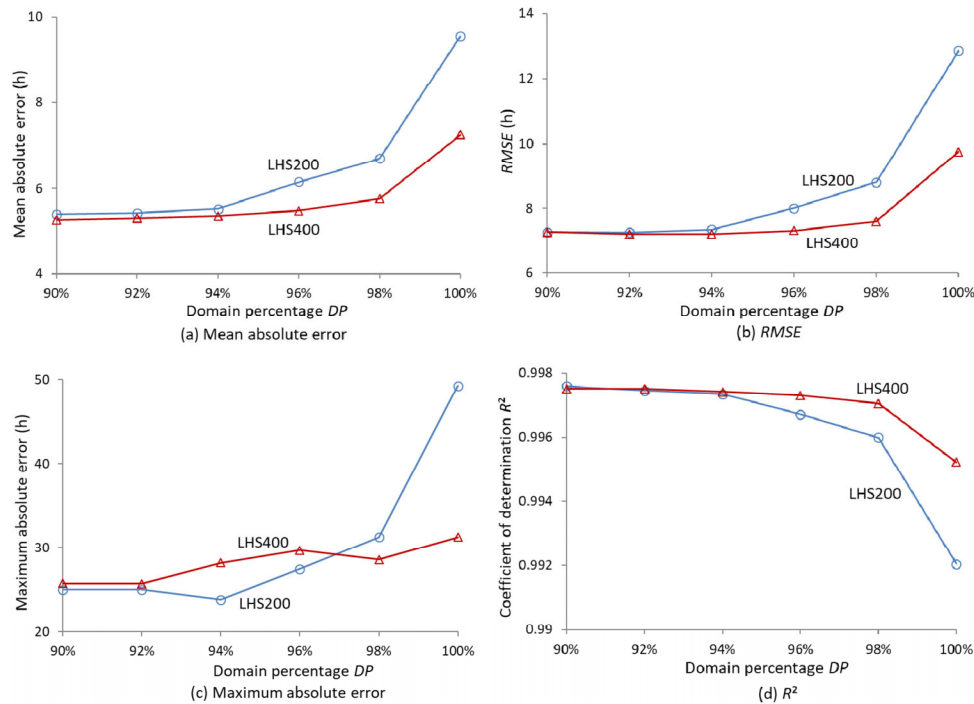 Mean absolute error (h)
10
8
6
4
LHS200
LHS400
90%
92%
94%
96%
98%
100%
Domain percentage DP
(a) Mean absolute error
RMSE (h)
14
12
10
8
6
LHS200
LHS400
90%
92%
94%
96%
98%
100%
Domain percentage DP
(b) RMSE
Maximum absolute error (h)
50
40
30
20
LHS400
LHS200
90%
92%
94%
96%
98%
100%
Domain percentage DP
(c) Maximum absolute error
Coefficient of determination R²
0.998
0.996
0.994
0.992
0.99
LHS400
LHS200
90%
92%
94%
96%
98%
100%
Domain percentage DP
(d) R²